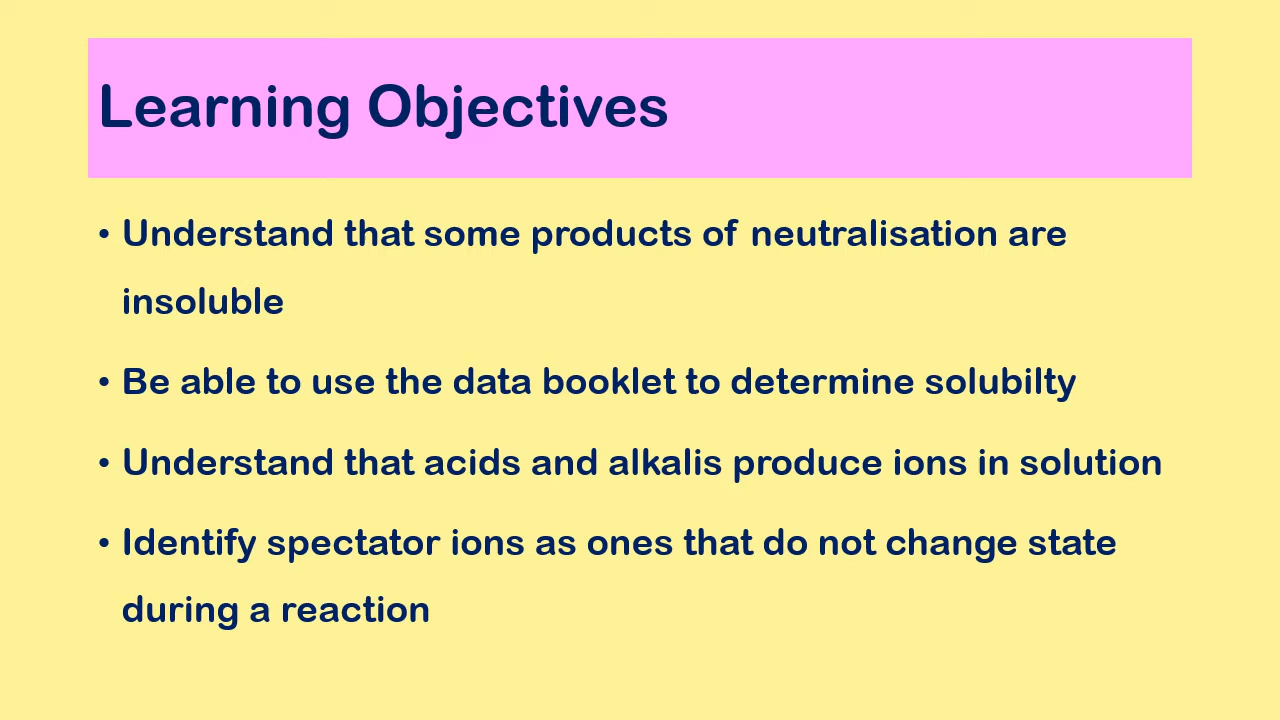 Learning Objectives
• Understand that some products of neutralisation are
insoluble
• Be able to use the data booklet to determine solubilty
• Understand that acids and alkalis produce ions in solution
• Identify spectator ions as ones that do not change state
during a reaction